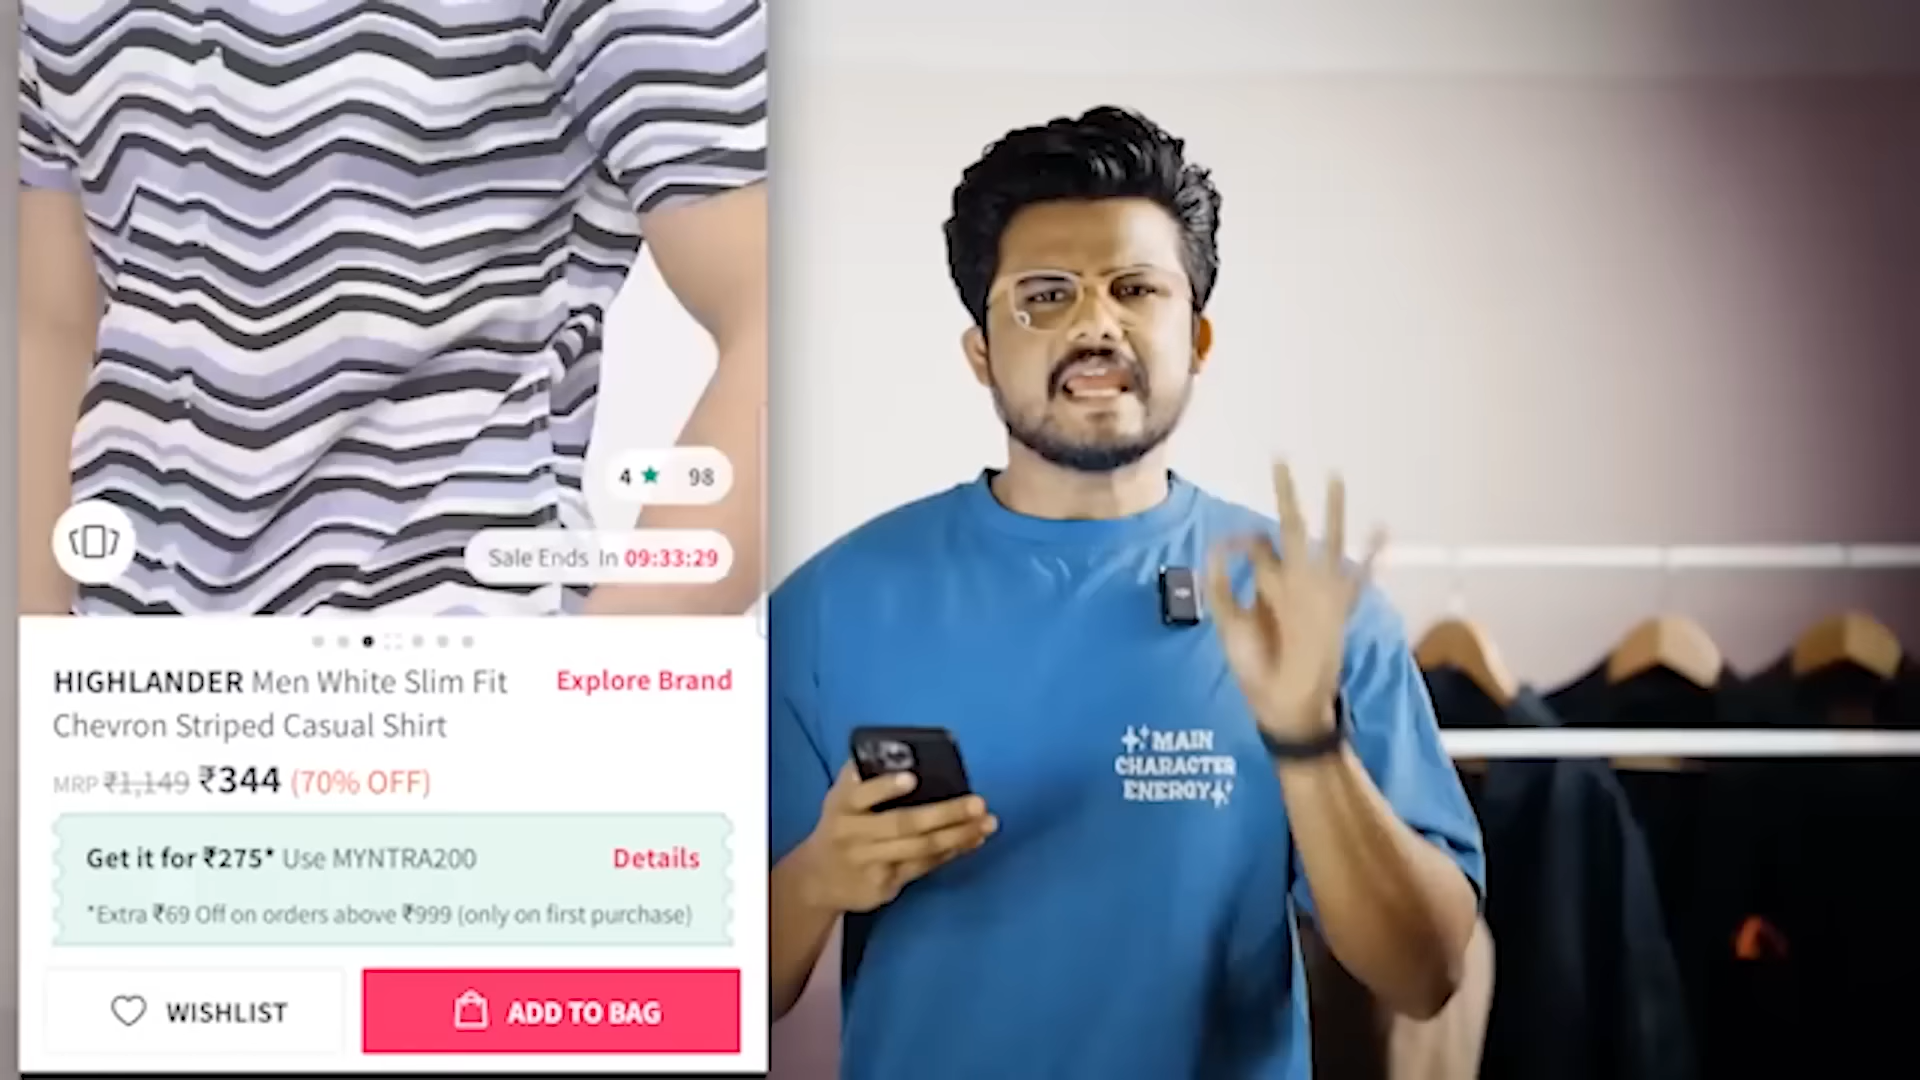 4 ★ 98
Sale Ends In 09:33:29
HIGHLANDER Men White Slim Fit
Explore Brand
Chevron Striped Casual Shirt
MRP ₹1,149 ₹344 (70% OFF)
Get it for ₹275* Use MYNTRA200
Details
*Extra ₹69 Off on orders above ₹999 (only on first purchase)
WISHLIST
ADD TO BAG
MAIN
CHARACTER
ENERGY